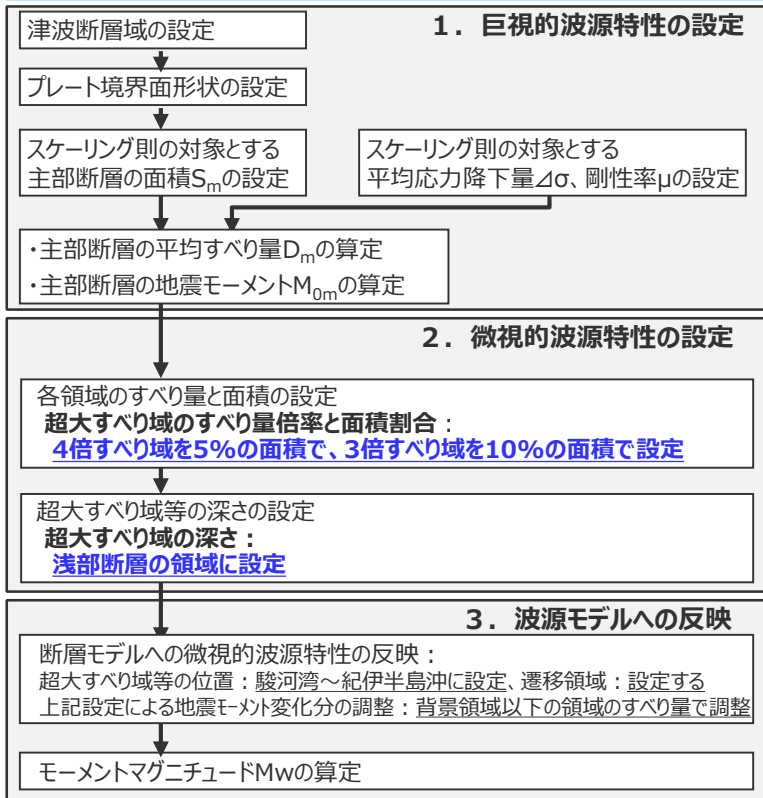 1．巨視的波源特性の設定
津波断層域の設定
プレート境界面形状の設定
スケーリング則の対象とする
主部断層の面積Smの設定
スケーリング則の対象とする
平均応力降下量⊿σ、剛性率μの設定
・主部断層の平均すべり量Dmの算定
・主部断層の地震モーメントM0mの算定
2．微視的波源特性の設定
各領域のすべり量と面積の設定
超大すべり域のすべり量倍率と面積割合：
4倍すべり域を5%の面積で、3倍すべり域を10%の面積で設定
超大すべり域等の深さの設定
超大すべり域の深さ：
浅部断層の領域に設定
3．波源モデルへの反映
断層モデルへの微視的波源特性の反映：
超大すべり域等の位置：駿河湾～紀伊半島沖に設定、遷移領域：設定する
上記設定による地震ﾓｰﾒﾝﾄ変化分の調整：背景領域以下の領域のすべり量で調整
モーメントマグニチュードMwの算定